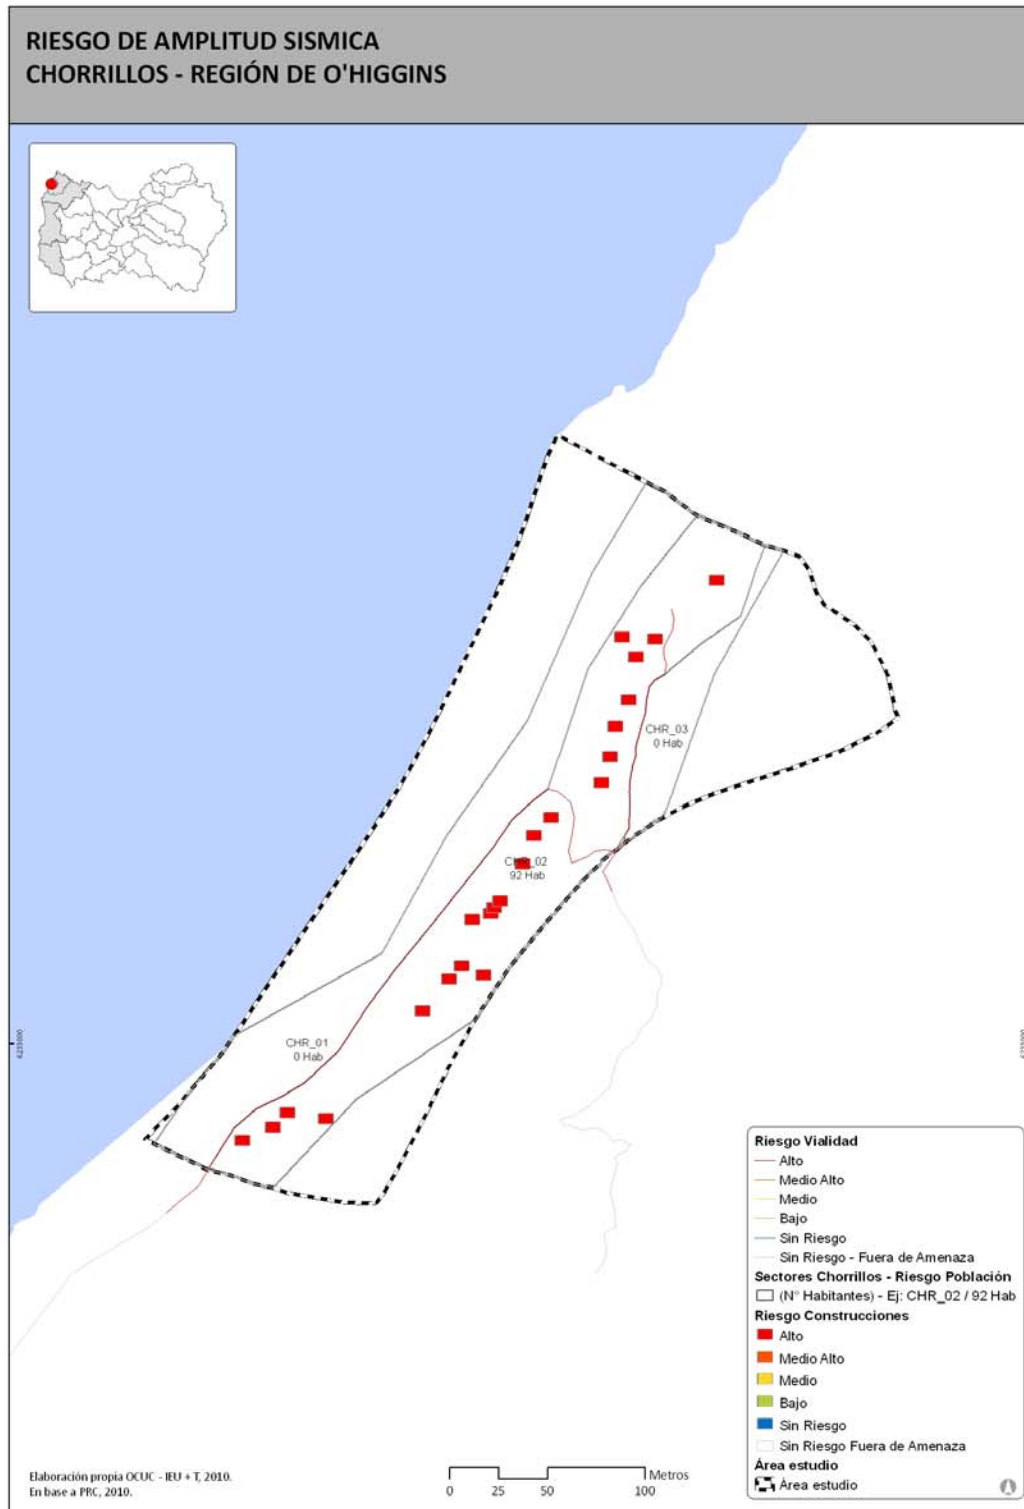 RIESGO DE AMPLITUD SISMICA
CHORRILLOS - REGIÓN DE O'HIGGINS
CHR_03
0 Hab
CHR_02
92 Hab
CHR_01
0 Hab
Riesgo Vialidad
Alto
Medio Alto
Medio
Bajo
Sin Riesgo
Sin Riesgo - Fuera de Amenaza
Sectores Chorrillos - Riesgo Población
(N° Habitantes) - Ej: CHR_02 / 92 Hab
Riesgo Construcciones
Alto
Medio Alto
Medio
Bajo
Sin Riesgo
Sin Riesgo Fuera de Amenaza
Área estudio
Área estudio
Elaboración propia OCUC - IEU + T, 2010.
En base a PRC, 2010.
Metros
0 25 50 100